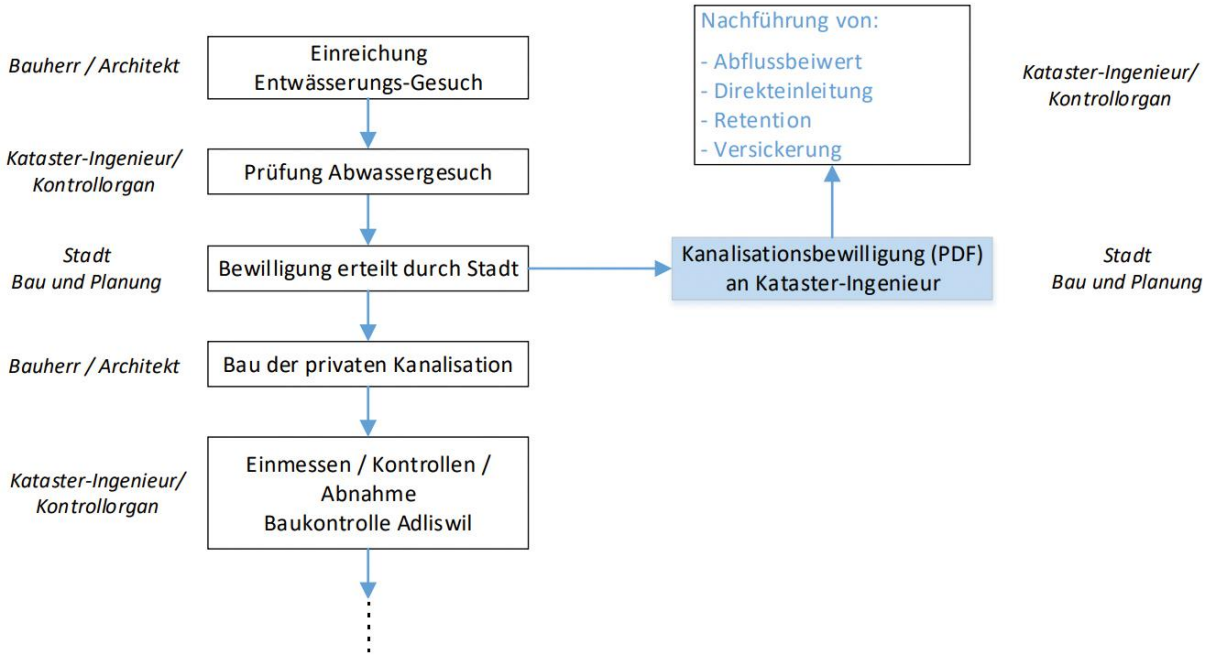 Bauherr / Architekt
Einreichung
Entwässerungs-Gesuch
Kataster-Ingenieur/
Kontrollorgan
Prüfung Abwassergesuch
Stadt
Bau und Planung
Bewilligung erteilt durch Stadt
Bauherr / Architekt
Bau der privaten Kanalisation
Kataster-Ingenieur/
Kontrollorgan
Einmessen / Kontrollen /
Abnahme
Baukontrolle Adliswil
Nachführung von:
- Abflussbeiwert
- Direkteinleitung
- Retention
- Versickerung
Kataster-Ingenieur/
Kontrollorgan
Kanalisationsbewilligung (PDF)
an Kataster-Ingenieur
Stadt
Bau und Planung